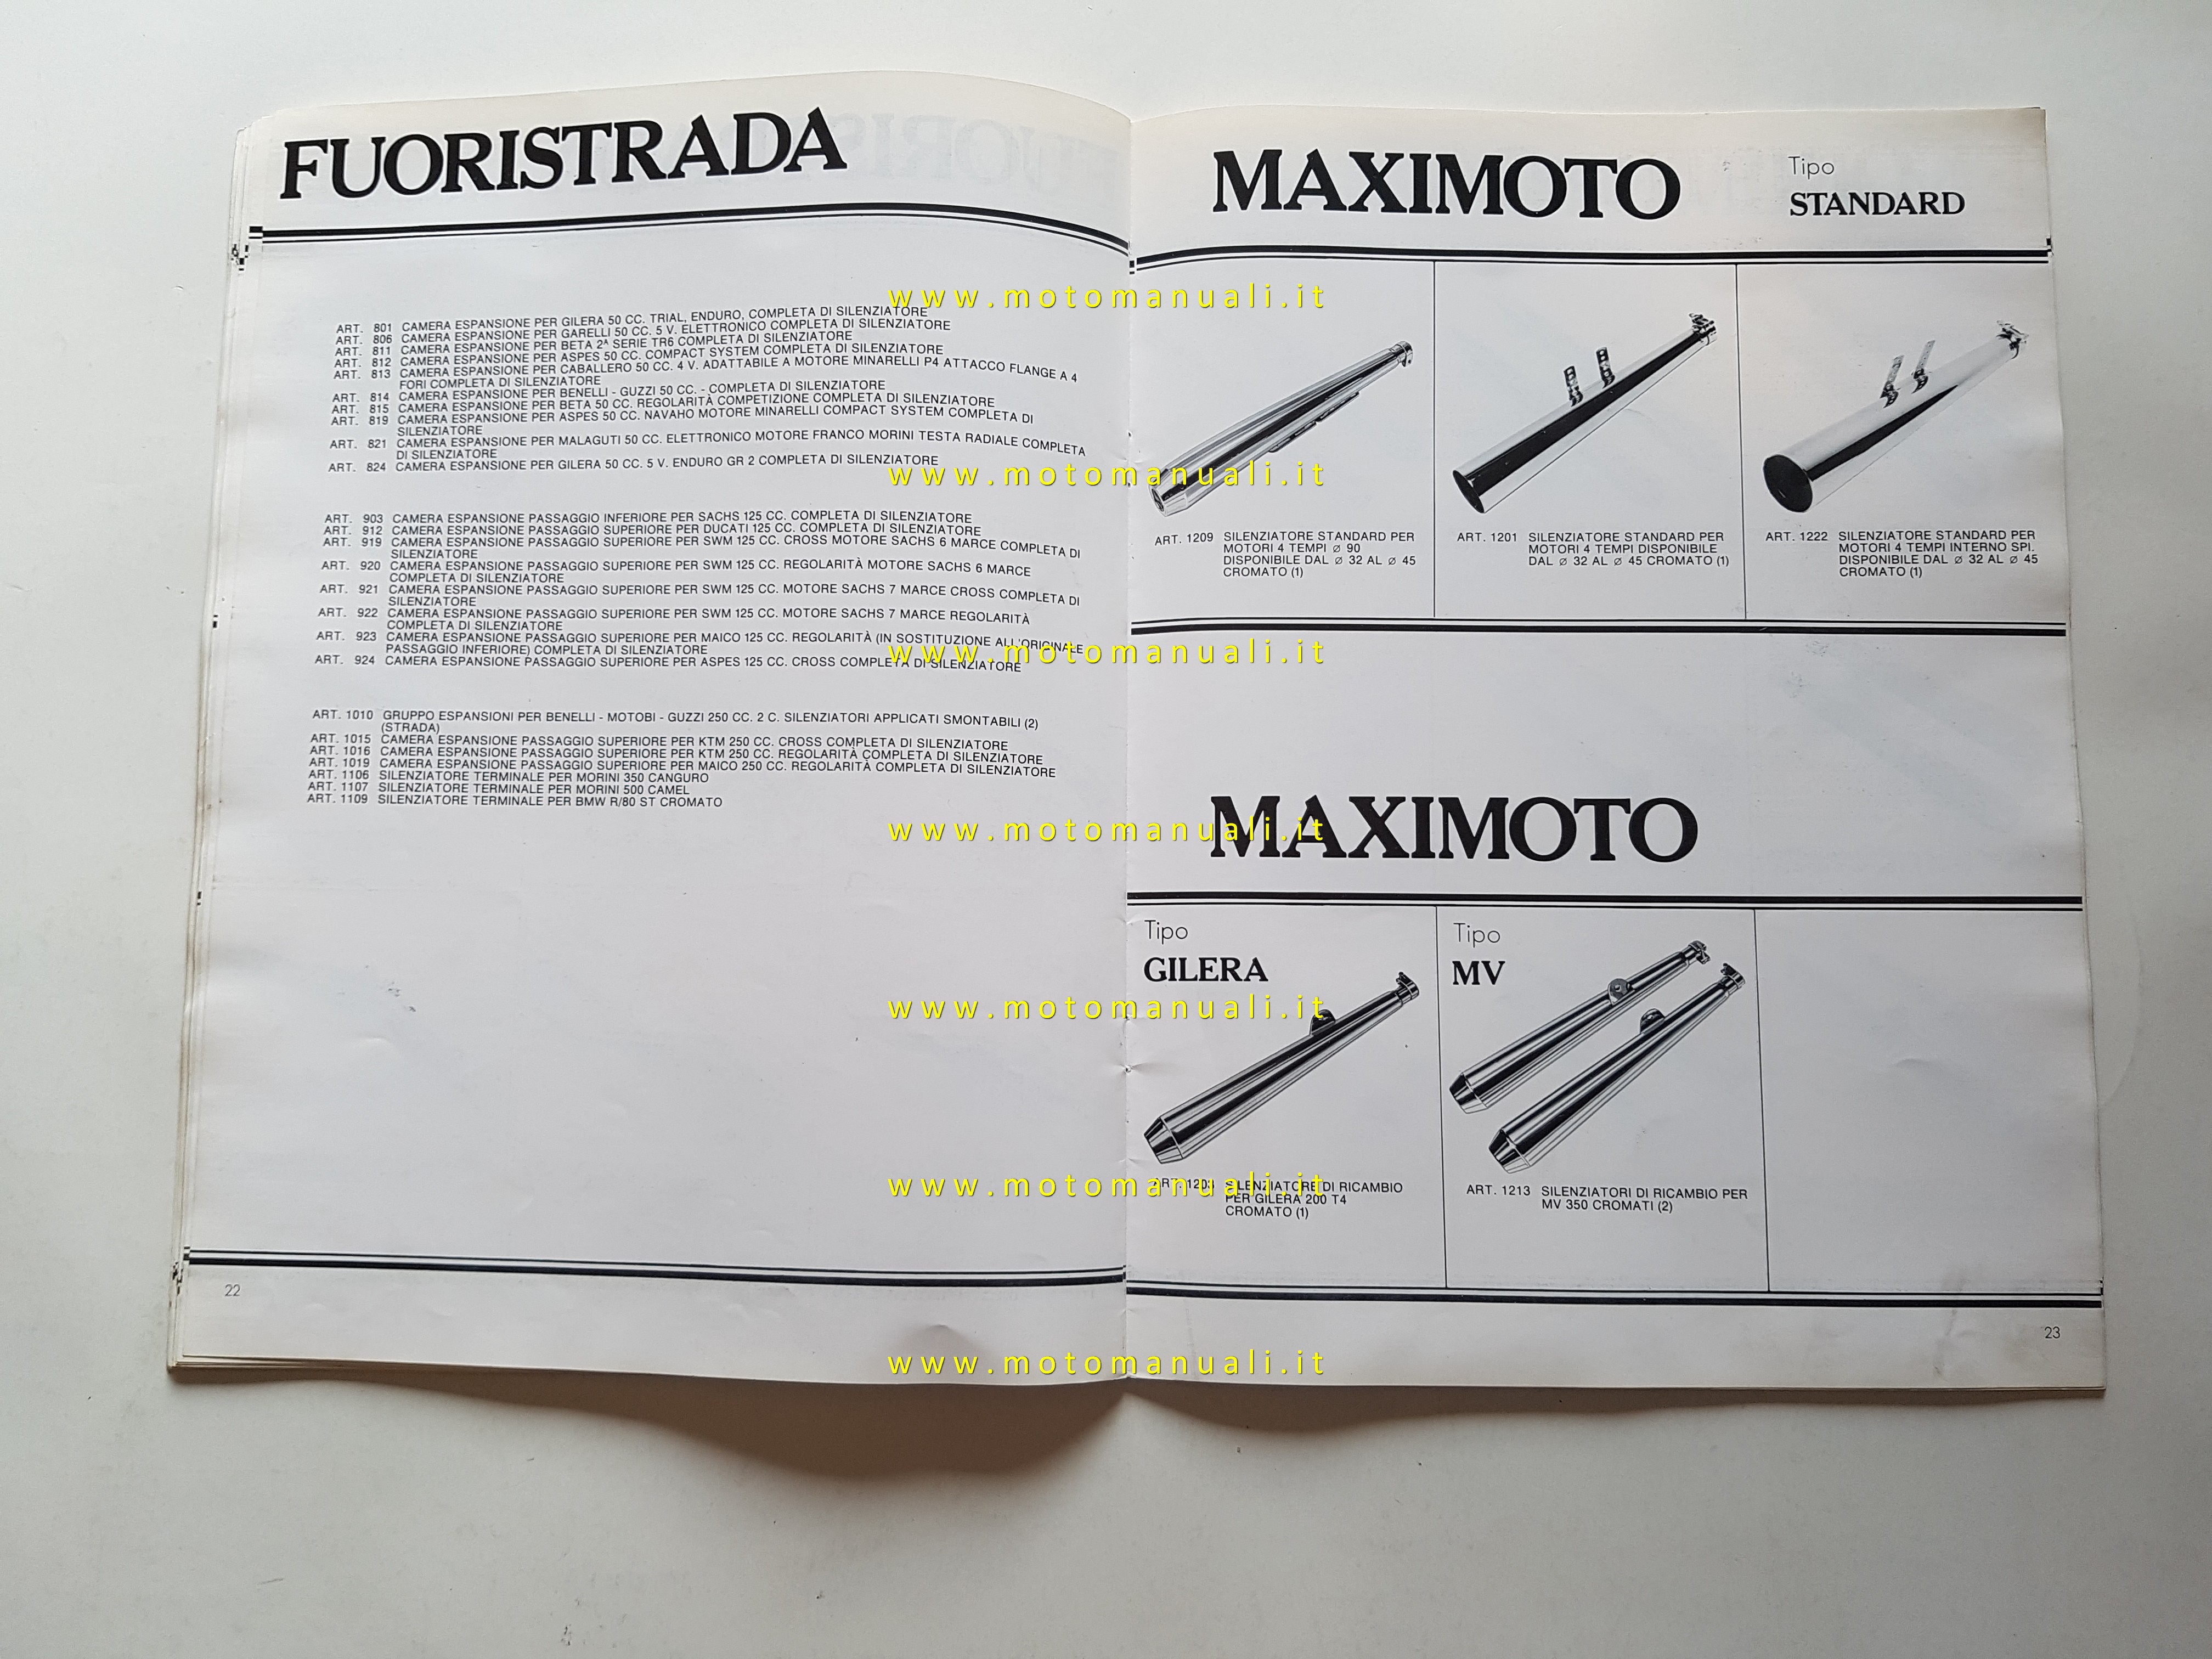 FUORISTRADA
ART. 801 CAMERA ESPANSIONE PER GILERA 50 CC. TRIAL, ENDURO, COMPLETA DI SILENZIATORE
ART. 806 CAMERA ESPANSIONE PER GARELLI 50 CC. 5 V. ELETTRONICO COMPLETA DI SILENZIATORE
ART. 811 CAMERA ESPANSIONE PER BETA 2ª SERIE TR6 COMPLETA DI SILENZIATORE
ART. 812 CAMERA ESPANSIONE PER ASPES 50 CC. COMPACT SYSTEM COMPLETA DI SILENZIATORE
ART. 813 CAMERA ESPANSIONE PER CABALLERO 50 CC. 4 V. ADATTABILE A MOTORE MINARELLI P4 ATTACCO FLANGE A 4
FORI COMPLETA DI SILENZIATORE
ART. 814 CAMERA ESPANSIONE PER BENELLI - GUZZI 50 CC. - COMPLETA DI SILENZIATORE
ART. 815 CAMERA ESPANSIONE PER BETA 50 CC. REGOLARITÀ COMPETIZIONE COMPLETA DI SILENZIATORE
ART. 819 CAMERA ESPANSIONE PER ASPES 50 CC. NAVAHO MOTORE MINARELLI COMPACT SYSTEM COMPLETA DI
SILENZIATORE
ART. 821 CAMERA ESPANSIONE PER MALAGUTI 50 CC. ELETTRONICO MOTORE FRANCO MORINI TESTA RADIALE COMPLETA
DI SILENZIATORE
ART. 824 CAMERA ESPANSIONE PER GILERA 50 CC. 5 V. ENDURO GR 2 COMPLETA DI SILENZIATORE
ART. 903 CAMERA ESPANSIONE PASSAGGIO INFERIORE PER SACHS 125 CC. COMPLETA DI SILENZIATORE
ART. 912 CAMERA ESPANSIONE PASSAGGIO SUPERIORE PER DUCATI 125 CC. COMPLETA DI SILENZIATORE
ART. 919 CAMERA ESPANSIONE PASSAGGIO SUPERIORE PER SWM 125 CC. CROSS MOTORE SACHS 6 MARCE COMPLETA DI
SILENZIATORE
ART. 920 CAMERA ESPANSIONE PASSAGGIO SUPERIORE PER SWM 125 CC. REGOLARITÀ MOTORE SACHS 6 MARCE
COMPLETA DI SILENZIATORE
ART. 921 CAMERA ESPANSIONE PASSAGGIO SUPERIORE PER SWM 125 CC. MOTORE SACHS 7 MARCE CROSS COMPLETA DI
SILENZIATORE
ART. 922 CAMERA ESPANSIONE PASSAGGIO SUPERIORE PER SWM 125 CC. MOTORE SACHS 7 MARCE REGOLARITÀ
COMPLETA DI SILENZIATORE
ART. 923 CAMERA ESPANSIONE PASSAGGIO SUPERIORE PER MAICO 125 CC. REGOLARITÀ (IN SOSTITUZIONE ALL'ORIGINALE
PASSAGGIO INFERIORE) COMPLETA DI SILENZIATORE
ART. 924 CAMERA ESPANSIONE PASSAGGIO SUPERIORE PER ASPES 125 CC. CROSS COMPLETA DI SILENZIATORE
ART. 1010 GRUPPO ESPANSIONI PER BENELLI - MOTOBI - GUZZI 250 CC. 2 C. SILENZIATORI APPLICATI SMONTABILI (2)
(STRADA)
ART. 1015 CAMERA ESPANSIONE PASSAGGIO SUPERIORE PER KTM 250 CC. CROSS COMPLETA DI SILENZIATORE
ART. 1016 CAMERA ESPANSIONE PASSAGGIO SUPERIORE PER KTM 250 CC. REGOLARITÀ COMPLETA DI SILENZIATORE
ART. 1019 CAMERA ESPANSIONE PASSAGGIO SUPERIORE PER MAICO 250 CC. REGOLARITÀ COMPLETA DI SILENZIATORE
ART. 1106 SILENZIATORE TERMINALE PER MORINI 350 CANGURO
ART. 1107 SILENZIATORE TERMINALE PER MORINI 500 CAMEL
ART. 1109 SILENZIATORE TERMINALE PER BMW R/80 ST CROMATO
22
MAXIMOTO
Tipo
STANDARD
ART. 1209 SILENZIATORE STANDARD PER
MOTORI 4 TEMPI ⌀ 90
DISPONIBILE DAL ⌀ 32 AL ⌀ 45
CROMATO (1)
ART. 1201 SILENZIATORE STANDARD PER
MOTORI 4 TEMPI DISPONIBILE
DAL ⌀ 32 AL ⌀ 45 CROMATO (1)
ART. 1222 SILENZIATORE STANDARD PER
MOTORI 4 TEMPI INTERNO SPI.
DISPONIBILE DAL ⌀ 32 AL ⌀ 45
CROMATO (1)
MAXIMOTO
Tipo
GILERA
ART. 1203 SILENZIATORE DI RICAMBIO
PER GILERA 200 T4
CROMATO (1)
Tipo
MV
ART. 1213 SILENZIATORI DI RICAMBIO PER
MV 350 CROMATI (2)
23
www.motomanuali.it
www.motomanuali.it
www.motomanuali.it
www.motomanuali.it
www.motomanuali.it
www.motomanuali.it
www.motomanuali.it